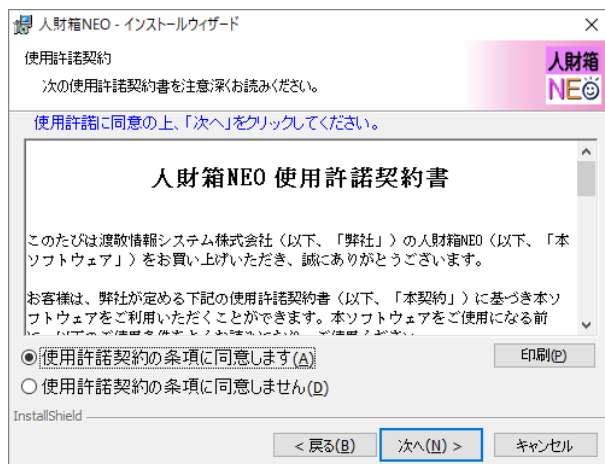 人財箱NEO - インストールウィザード
使用許諾契約
次の使用許諾契約書を注意深くお読みください。
人財箱
NEO
使用許諾に同意の上、「次へ」をクリックしてください。
人財箱NEO 使用許諾契約書
このたびは渡敬情報システム株式会社（以下、「弊社」）の人財箱NEO（以下、「本
ソフトウェア」）をお買い上げいただき、誠にありがとうございます。
お客様は、弊社が定める下記の使用許諾契約書（以下、「本契約」）に基づき本ソ
フトウェアをご利用いただくことができます。本ソフトウェアをご使用になる前
使用許諾契約の条項に同意します(A)
印刷(P)
使用許諾契約の条項に同意しません(D)
InstallShield
< 戻る(B)
次へ(N) >
キャンセル